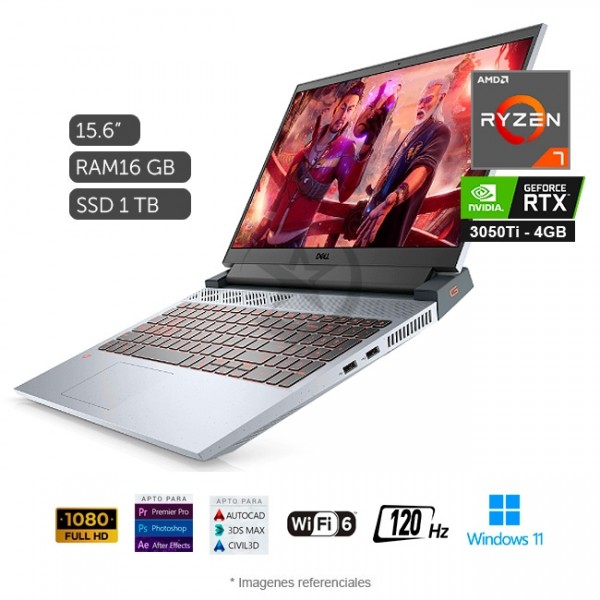 15.6"
RAM16 GB
SSD 1 TB
AMD
RYZEN
7
NVIDIA.
GEFORCE
RTX
3050Ti - 4GB
DELL
G
1080
FULL HD
APTO PARA
Pr Premier Pro
Ps Photoshop
Ae After Effects
APTO PARA
AUTOCAD
3DS MAX
CIVIL3D
WiFi 6
120 Hz
Windows 11
* Imagenes referenciales